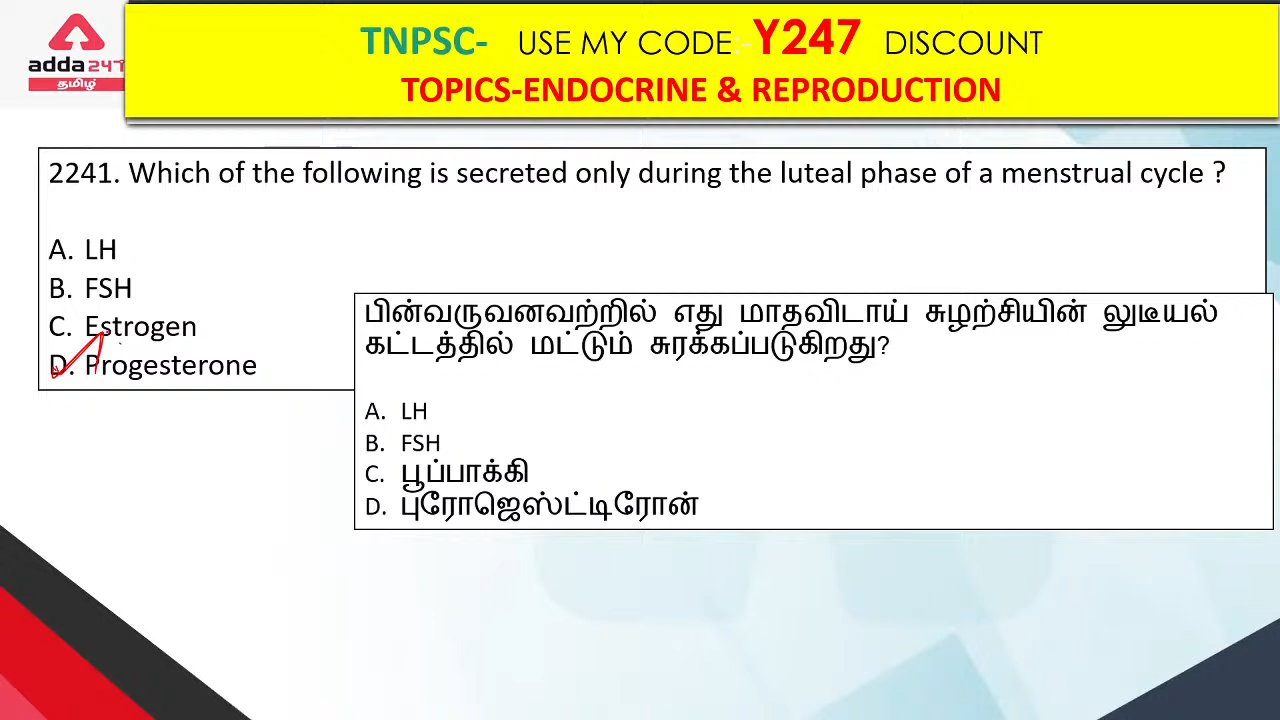 adda247
தமிழ்
TNPSC- USE MY CODE:-Y247 DISCOUNT
TOPICS-ENDOCRINE & REPRODUCTION
2241. Which of the following is secreted only during the luteal phase of a menstrual cycle ?
A. LH
B. FSH
C. Estrogen
D. Progesterone
பின்வருவனவற்றில் எது மாதவிடாய் சுழற்சியின் லுடீயல்
கட்டத்தில் மட்டும் சுரக்கப்படுகிறது?
A. LH
B. FSH
C. பூப்பாக்கி
D. புரோஜெஸ்ட்டிரோன்